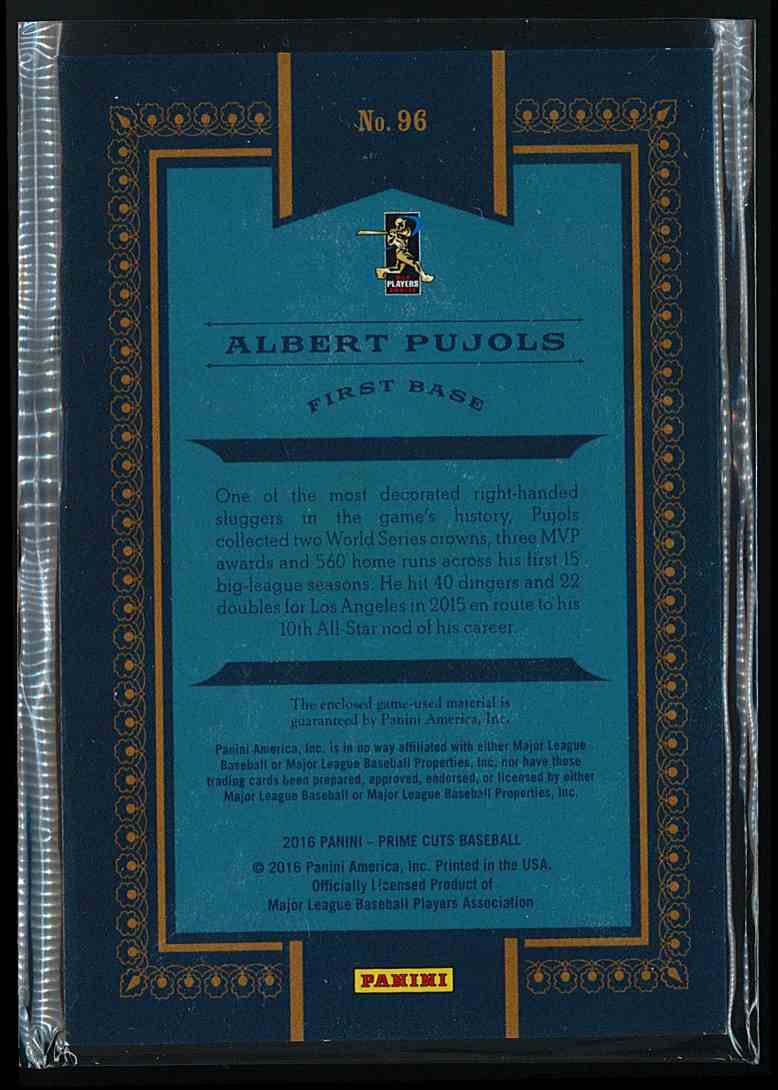 No. 96
PLAYERS
ALBERT PUJOLS
FIRST BASE
One of the most decorated right-handed
sluggers in the game's history, Pujols
collected two World Series crowns, three MVP
awards and 560 home runs across his first 15
big-league seasons. He hit 40 dingers and 22
doubles for Los Angeles in 2015 en route to his
10th All-Star nod of his career.
The enclosed game-used material is
guaranteed by Panini America, Inc.
Panini America, Inc. is in no way affiliated with either Major League
Baseball or Major League Baseball Properties, Inc, nor have those
trading cards been prepared, approved, endorsed, or licensed by either
Major League Baseball or Major League Baseball Properties, Inc.
2016 PANINI – PRIME CUTS BASEBALL
© 2016 Panini America, Inc. Printed in the USA.
Officially Licensed Product of
Major League Baseball Players Association
PANINI